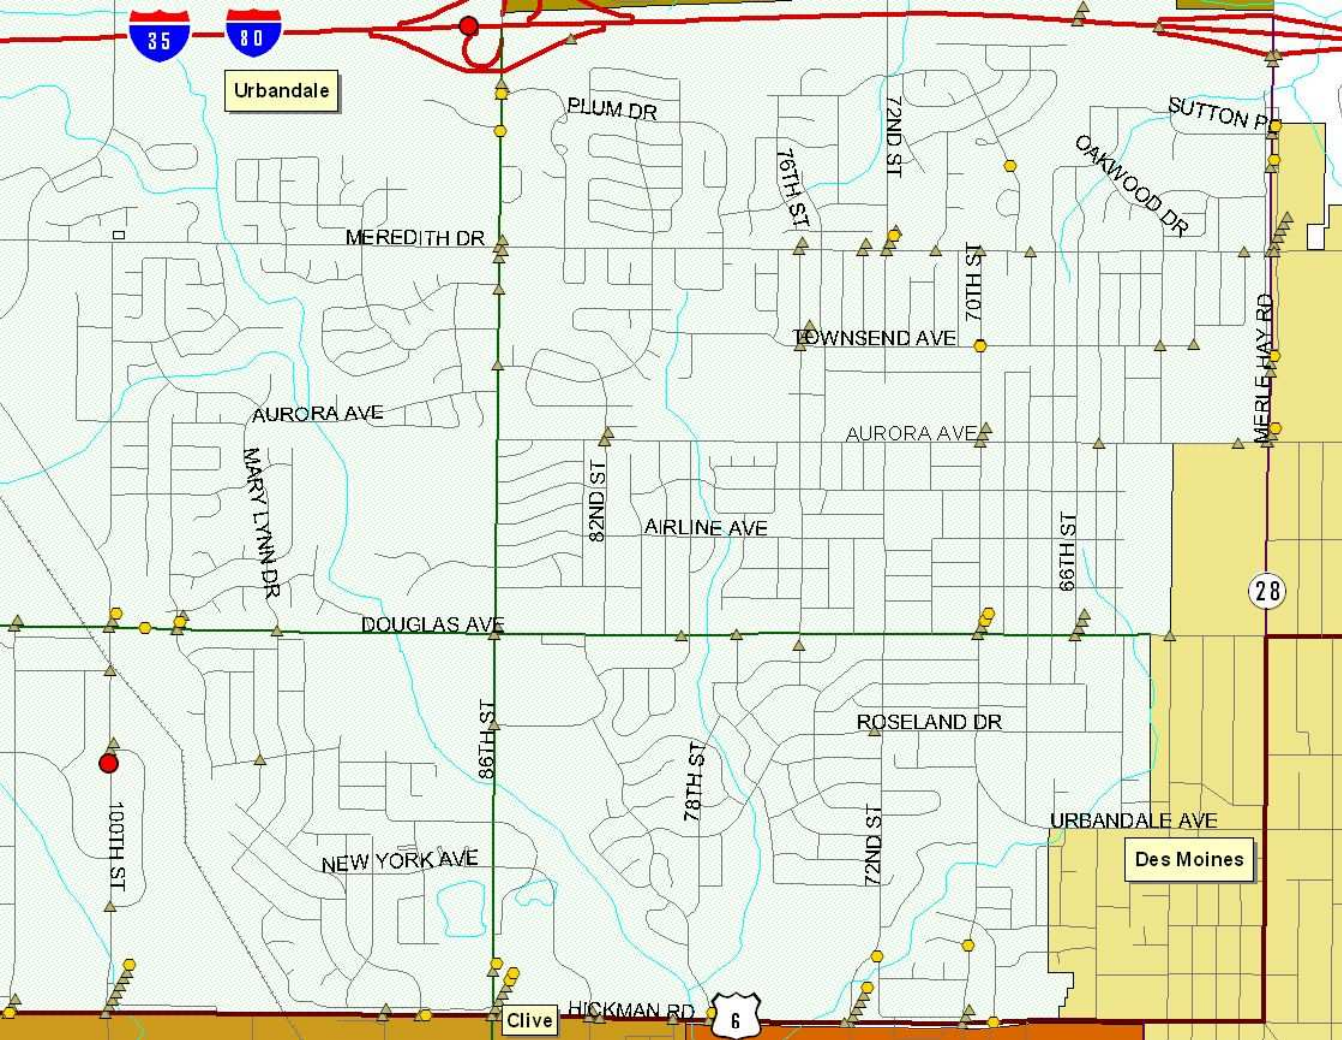 35
80
Urbandale
PLUM DR
72ND ST
SUTTON P
OAKWOOD DR
76TH ST
MEREDITH DR
70TH ST
TOWNSEND AVE
MERLE HAY RD
AURORA AVE
AURORA AVE
MARY LYNN DR
82ND ST
AIRLINE AVE
66TH ST
28
DOUGLAS AVE
86TH ST
ROSELAND DR
78TH ST
100TH ST
72ND ST
URBANDALE AVE
Des Moines
NEW YORK AVE
Clive
HICKMAN RD
6